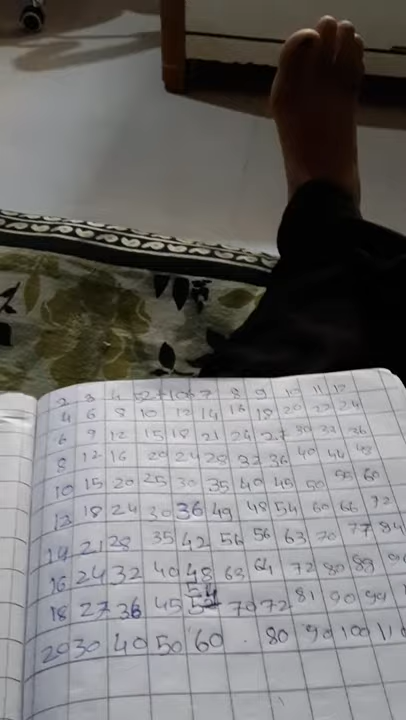 2 3 4 5 7 8 9 10 11 12
4 6 8 10 12 14 16 18 20 22 24
6 9 12 15 18 21 24 27 30 33 36
8 12 16 20 24 28 32 36 40 44 48
10 15 20 25 30 35 40 45 50 55 60
12 18 24 30 36 49 48 54 60 66 72
14 21 28 35 42 56 56 63 70 77 84
16 24 32 40 48 63 64 72 80 89
18 27 36 45 54 70 72 81 90 99
20 30 40 50 60 . 80 90 100 110